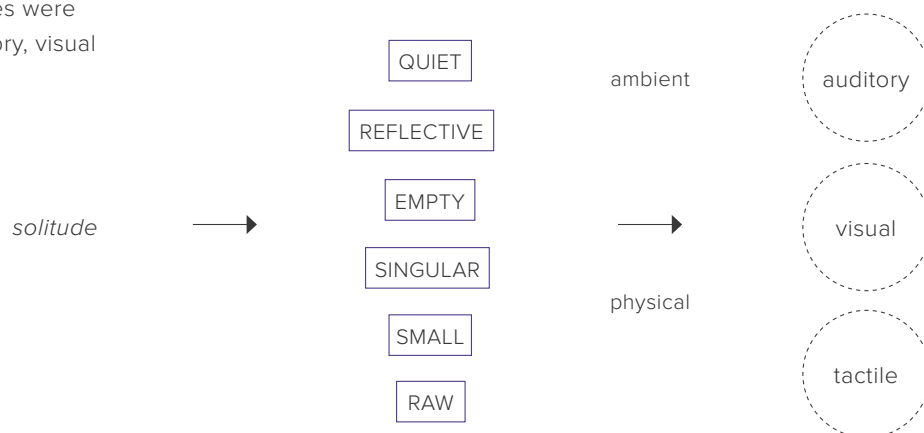 es were
ory, visual
solitude
QUIET
REFLECTIVE
EMPTY
SINGULAR
SMALL
RAW
ambient
physical
auditory
visual
tactile